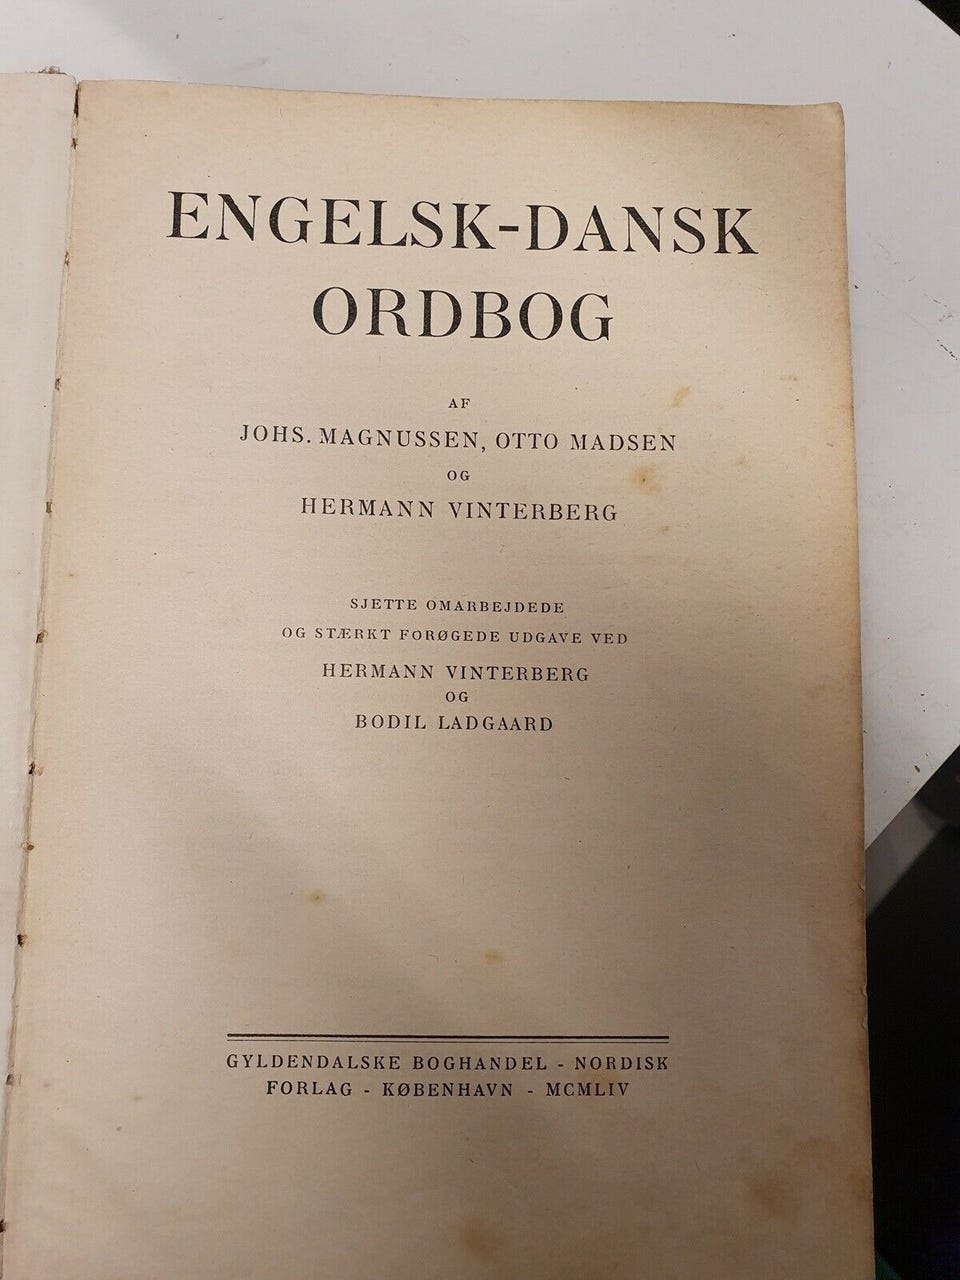 ENGELSK-DANSK
ORDBOG
AF
JOHS. MAGNUSSEN, OTTO MADSEN
OG
HERMANN VINTERBERG
SJETTE OMARBEJDEDE
OG STÆRKT FORØGEDE UDGAVE VED
HERMANN VINTERBERG
OG
BODIL LADGAARD
GYLDENDALSKE BOGHANDEL - NORDISK
FORLAG - KØBENHAVN - MCMLIV